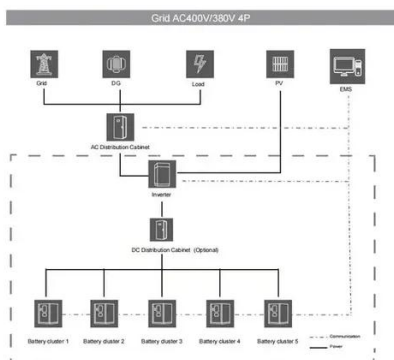 Grid AC400V/380V 4P
Grid
DG
Load
PV
EMS
AC Distribution Cabinet
Inverter
DC Distribution Cabinet (Optional)
Battery cluster 1
Battery cluster 2
Battery cluster 3
Battery cluster 4
Battery cluster 5
Communication
Power